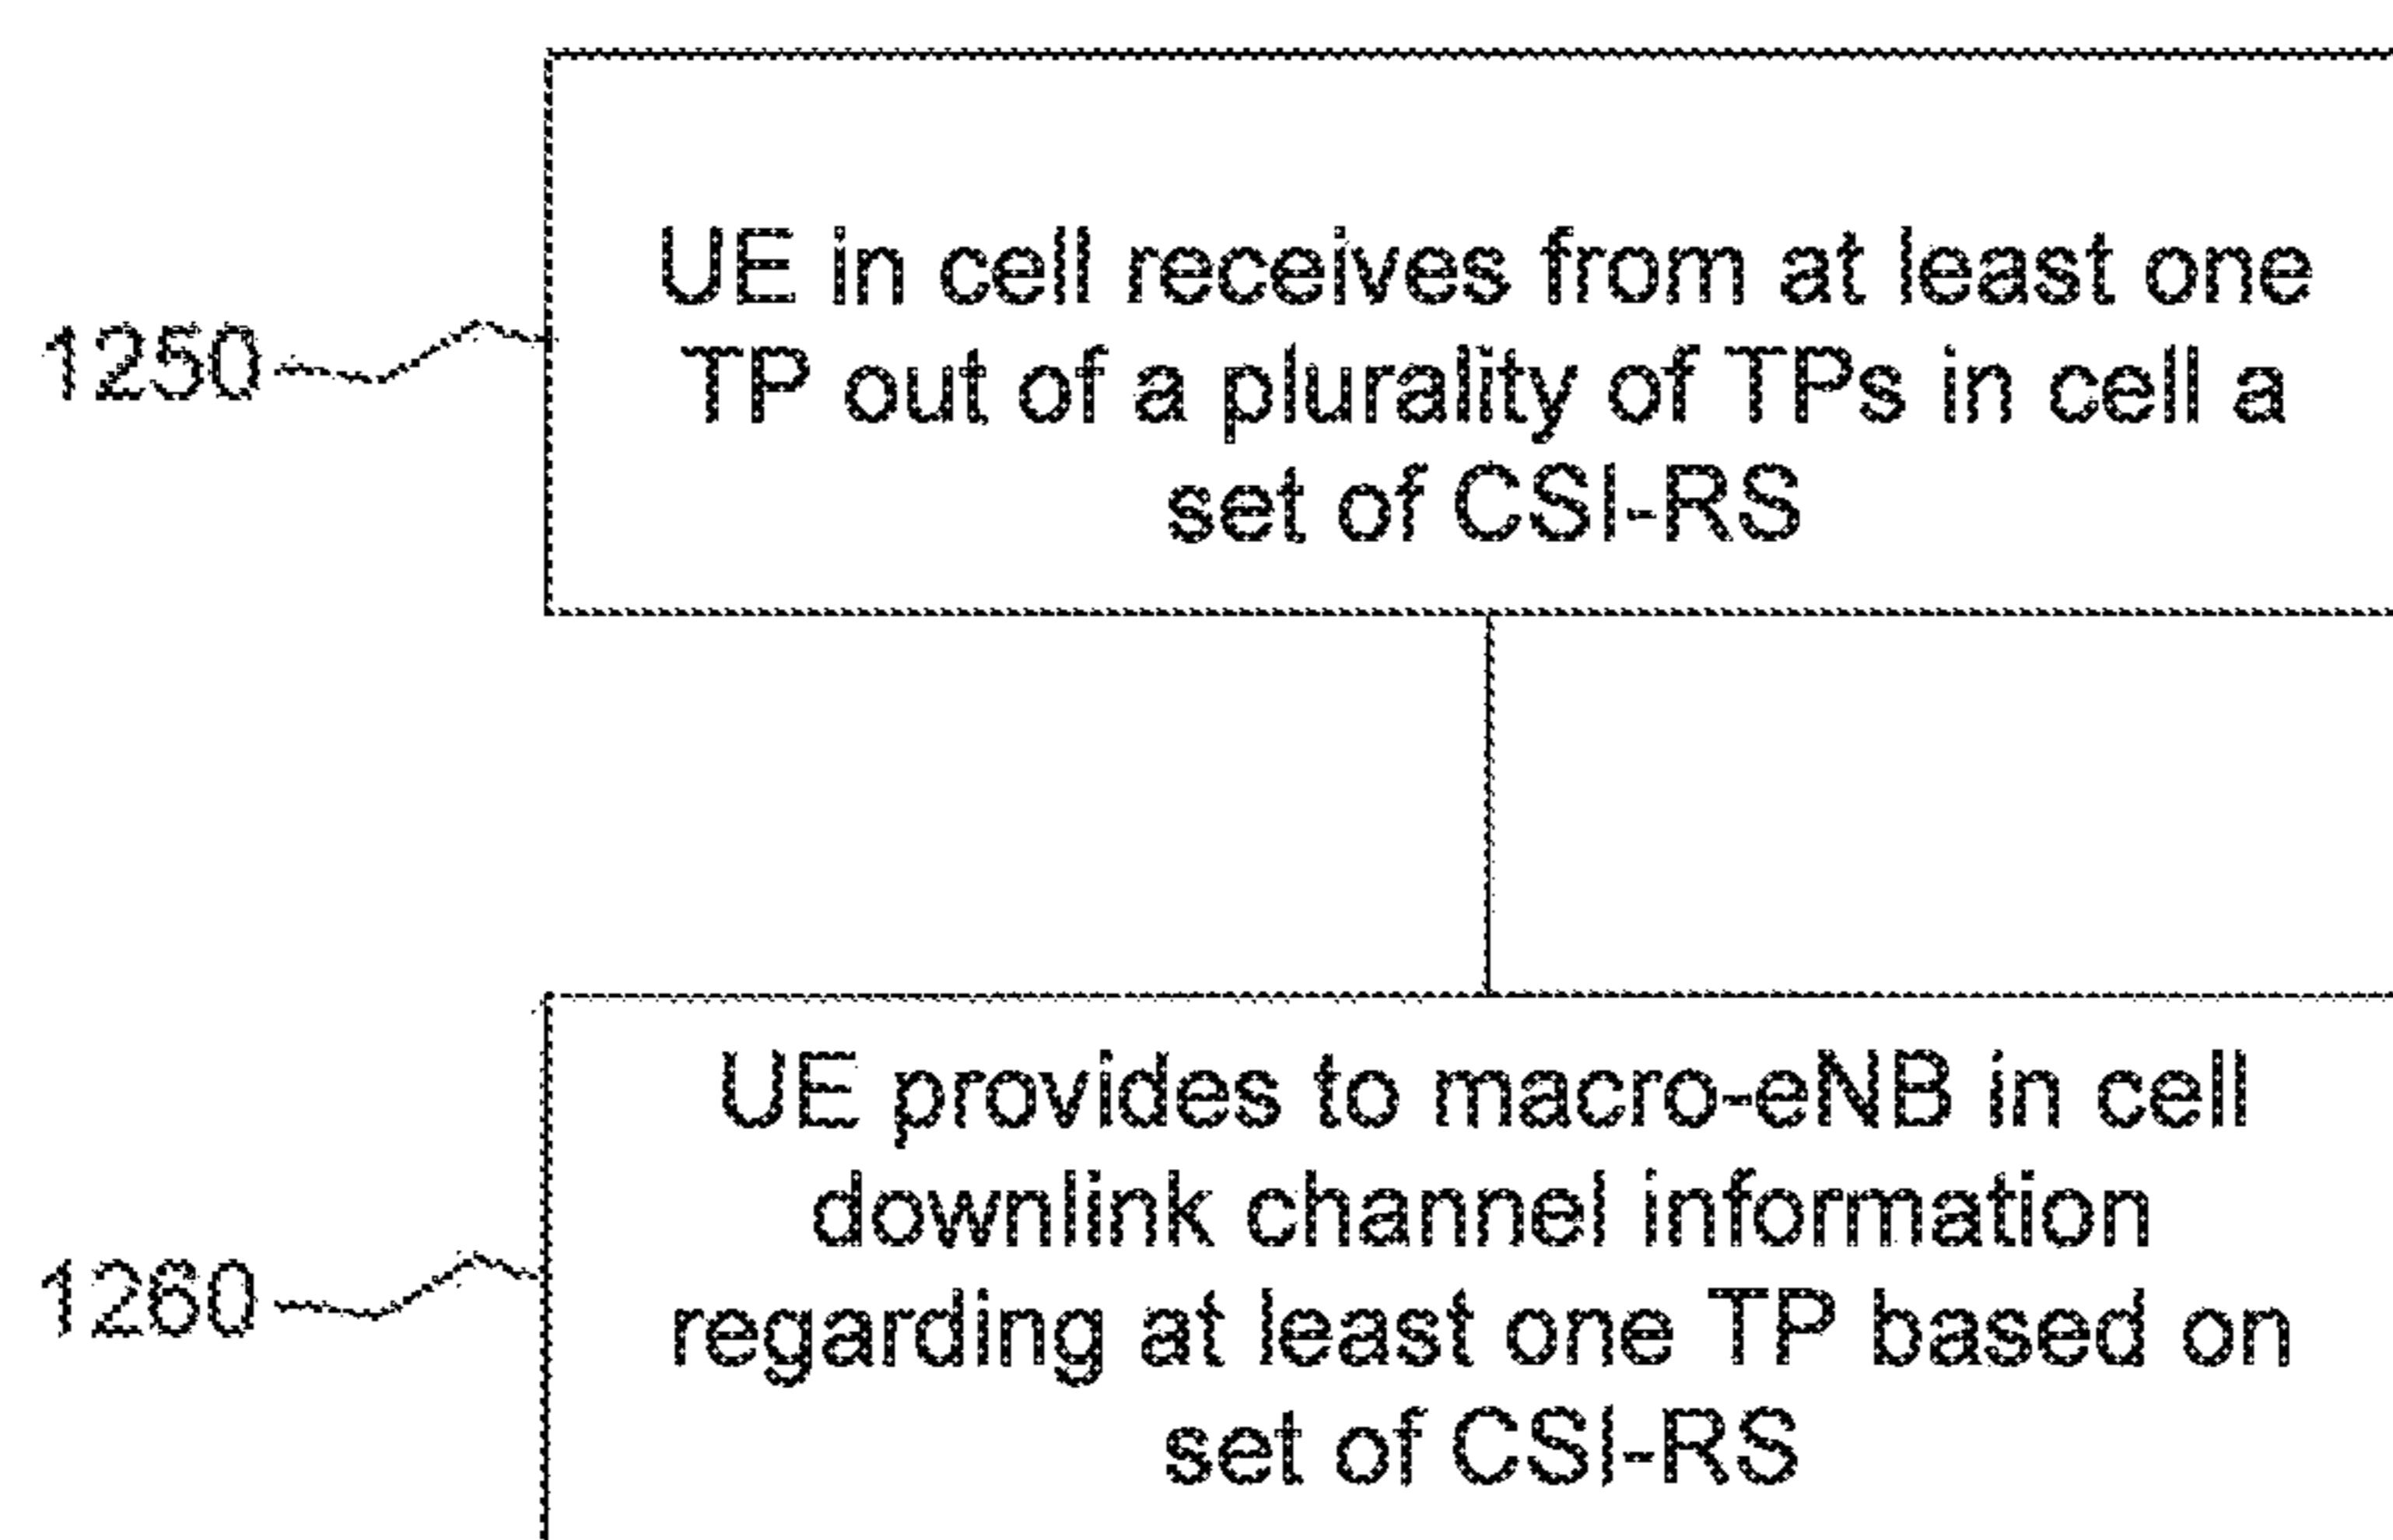 UE in cell receives from at least one
1250
TP out of a plurality of TPs in cell a
set of CSI-RS
UE provides to macro-eNB in cell
downlink channel information
1260
regarding at least one TP based on
set of CSI-RS